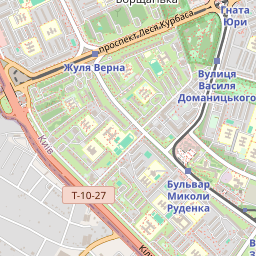 Борщагівка
проспект Леся Курбаса
Гната
Юри
Жуля Верна
Вулиця
Василя
Доманицького
Київ
Т-10-27
Бульвар
Миколи
Руденка